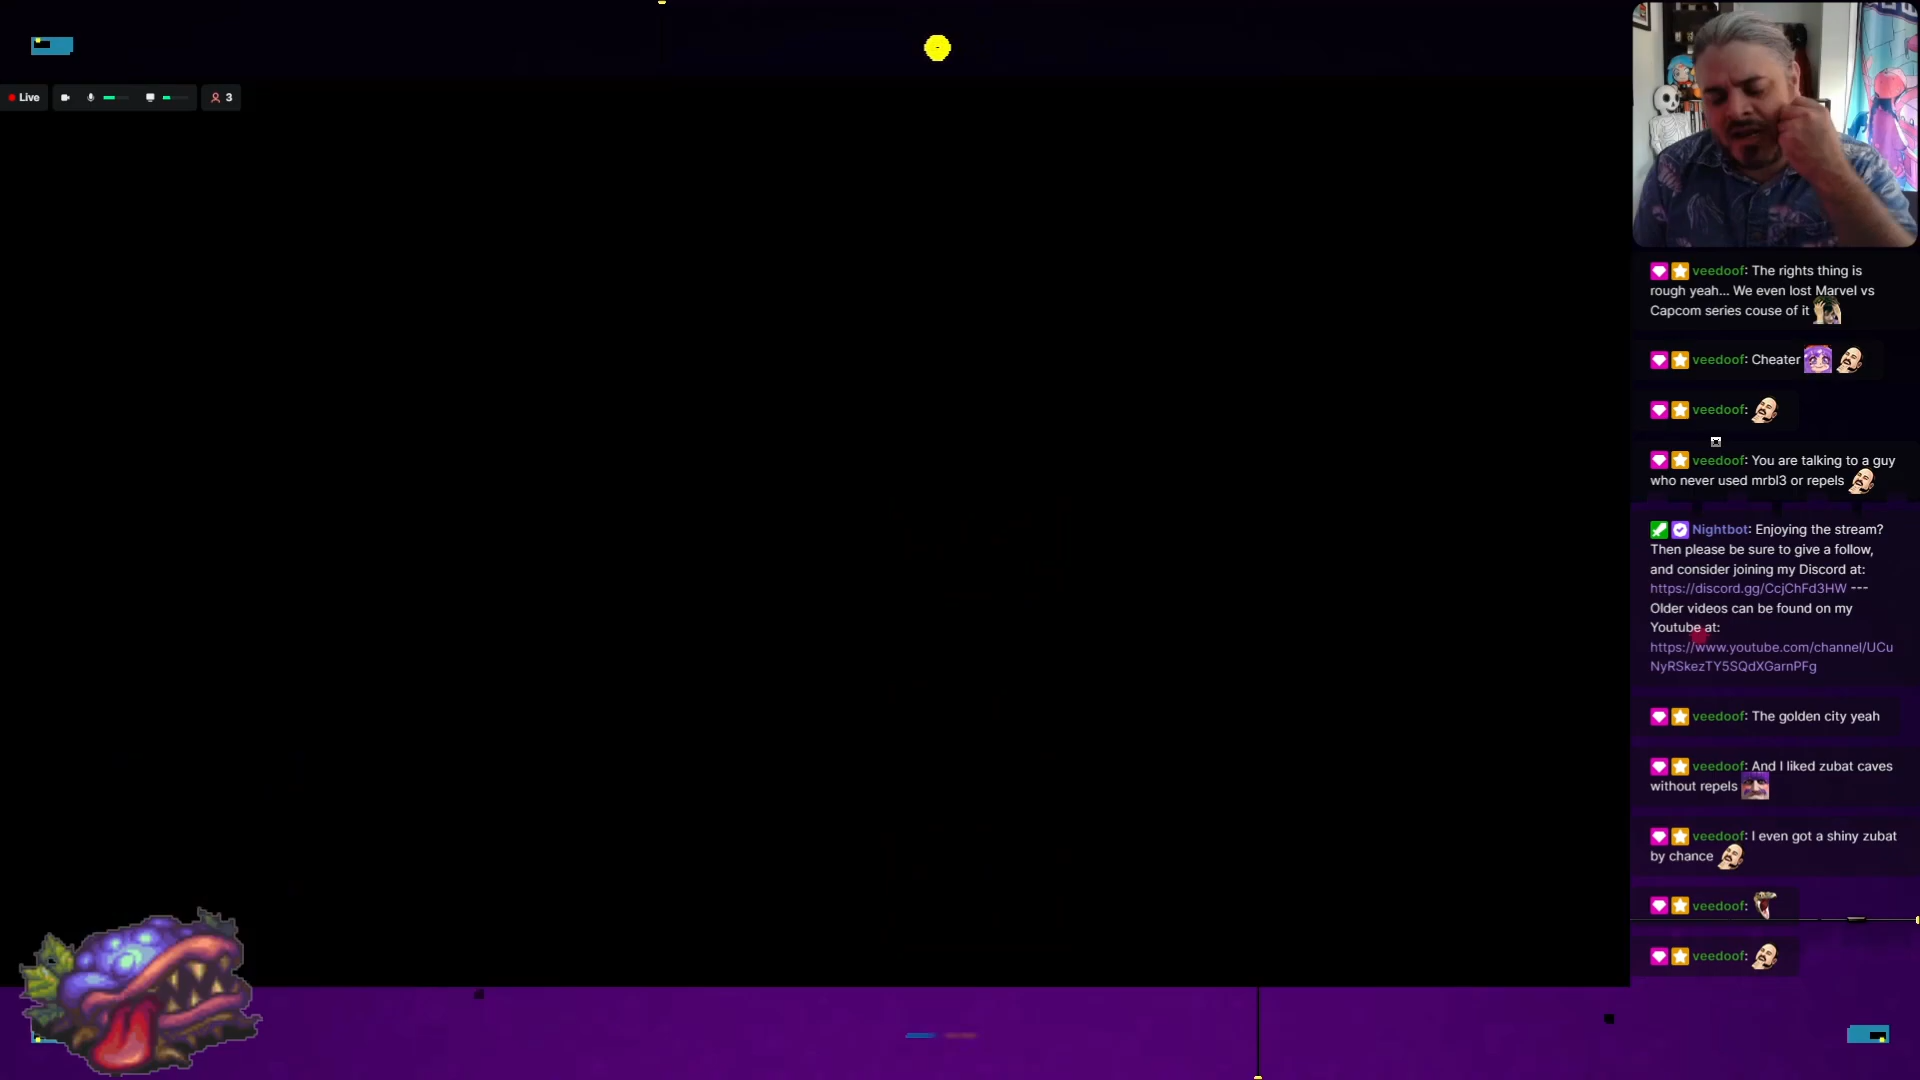 Live
3
veedoof: The rights thing is
rough yeah... We even lost Marvel vs
Capcom series couse of it
veedoof: Cheater
veedoof:
veedoof: You are talking to a guy
who never used mrbl3 or repels
Nightbot: Enjoying the stream?
Then please be sure to give a follow,
and consider joining my Discord at:
https://discord.gg/CcjChFd3HW ---
Older videos can be found on my
Youtube at:
https://www.youtube.com/channel/UCu
NyRSkezTY5SQdXGarnPFg
veedoof: The golden city yeah
veedoof: And I liked zubat caves
without repels
veedoof: I even got a shiny zubat
by chance
veedoof:
veedoof: